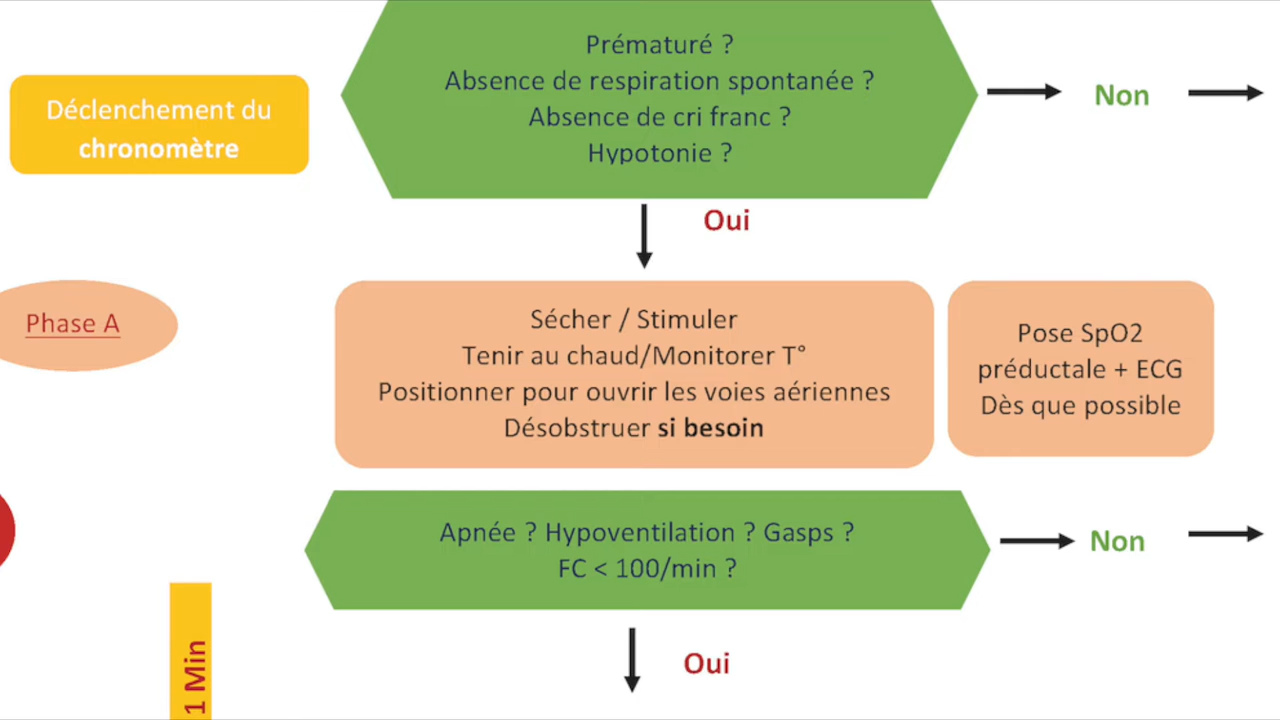 Prématuré ?
Absence de respiration spontanée ?
Absence de cri franc ?
Hypotonie ?
Déclenchement du
chronomètre
Non
Oui
Phase A
Sécher / Stimuler
Tenir au chaud/Monitorer T°
Positionner pour ouvrir les voies aériennes
Désobstruer si besoin
Pose SpO2
préductale + ECG
Dès que possible
Apnée ? Hypoventilation ? Gasps ?
FC < 100/min ?
Non
Oui
1 Min